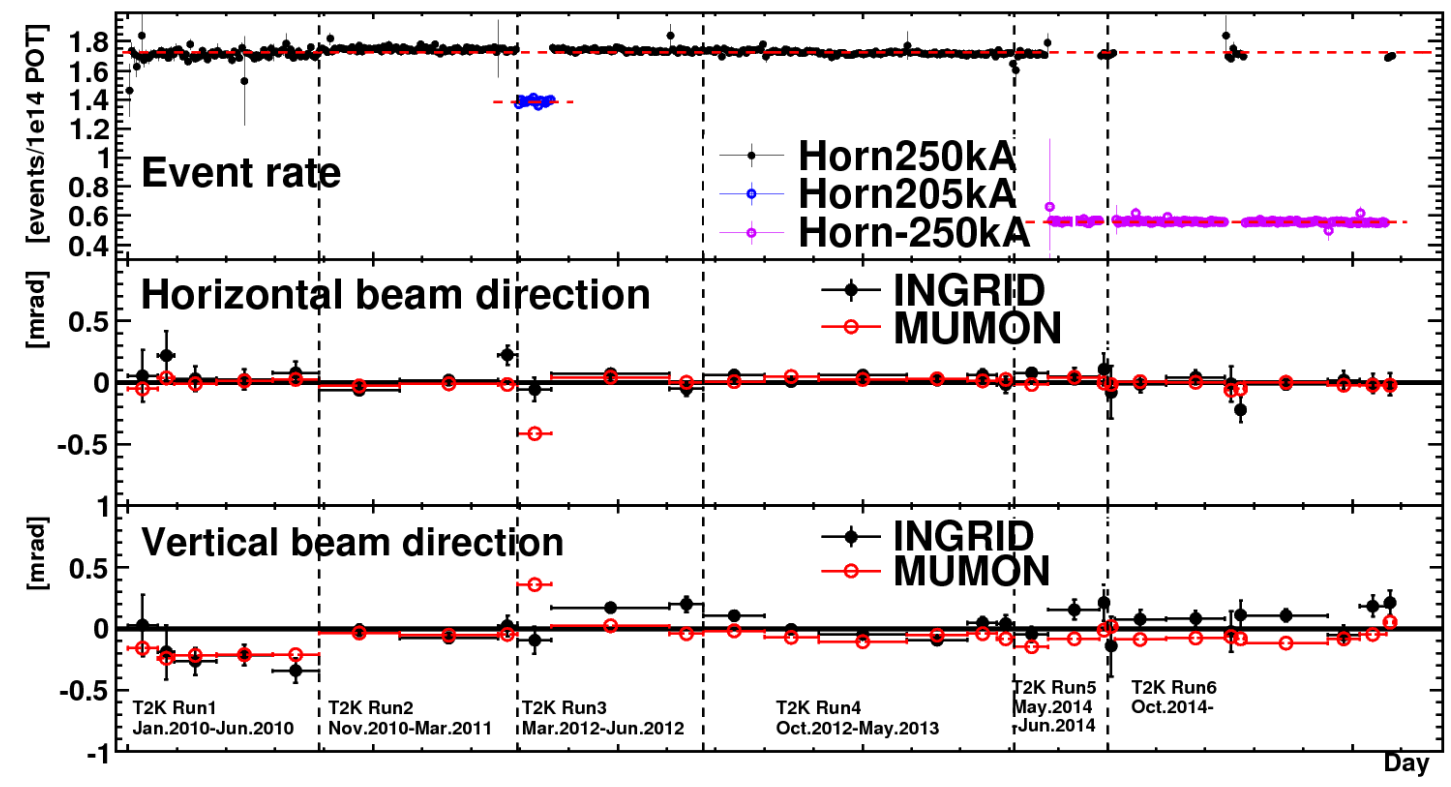 [events/1e14 POT]
1.8
1.6
1.4
1.2
1
0.8
0.6
0.4
Event rate
Horn250kA
Horn205kA
Horn-250kA
[mrad]
0.5
0
-0.5
1
Horizontal beam direction
INGRID
MUMON
[mrad]
0.5
0
-0.5
-1
Vertical beam direction
INGRID
MUMON
T2K Run1
Jan.2010-Jun.2010
T2K Run2
Nov.2010-Mar.2011
T2K Run3
Mar.2012-Jun.2012
T2K Run4
Oct.2012-May.2013
T2K Run5
May.2014
-Jun.2014
T2K Run6
Oct.2014-
Day